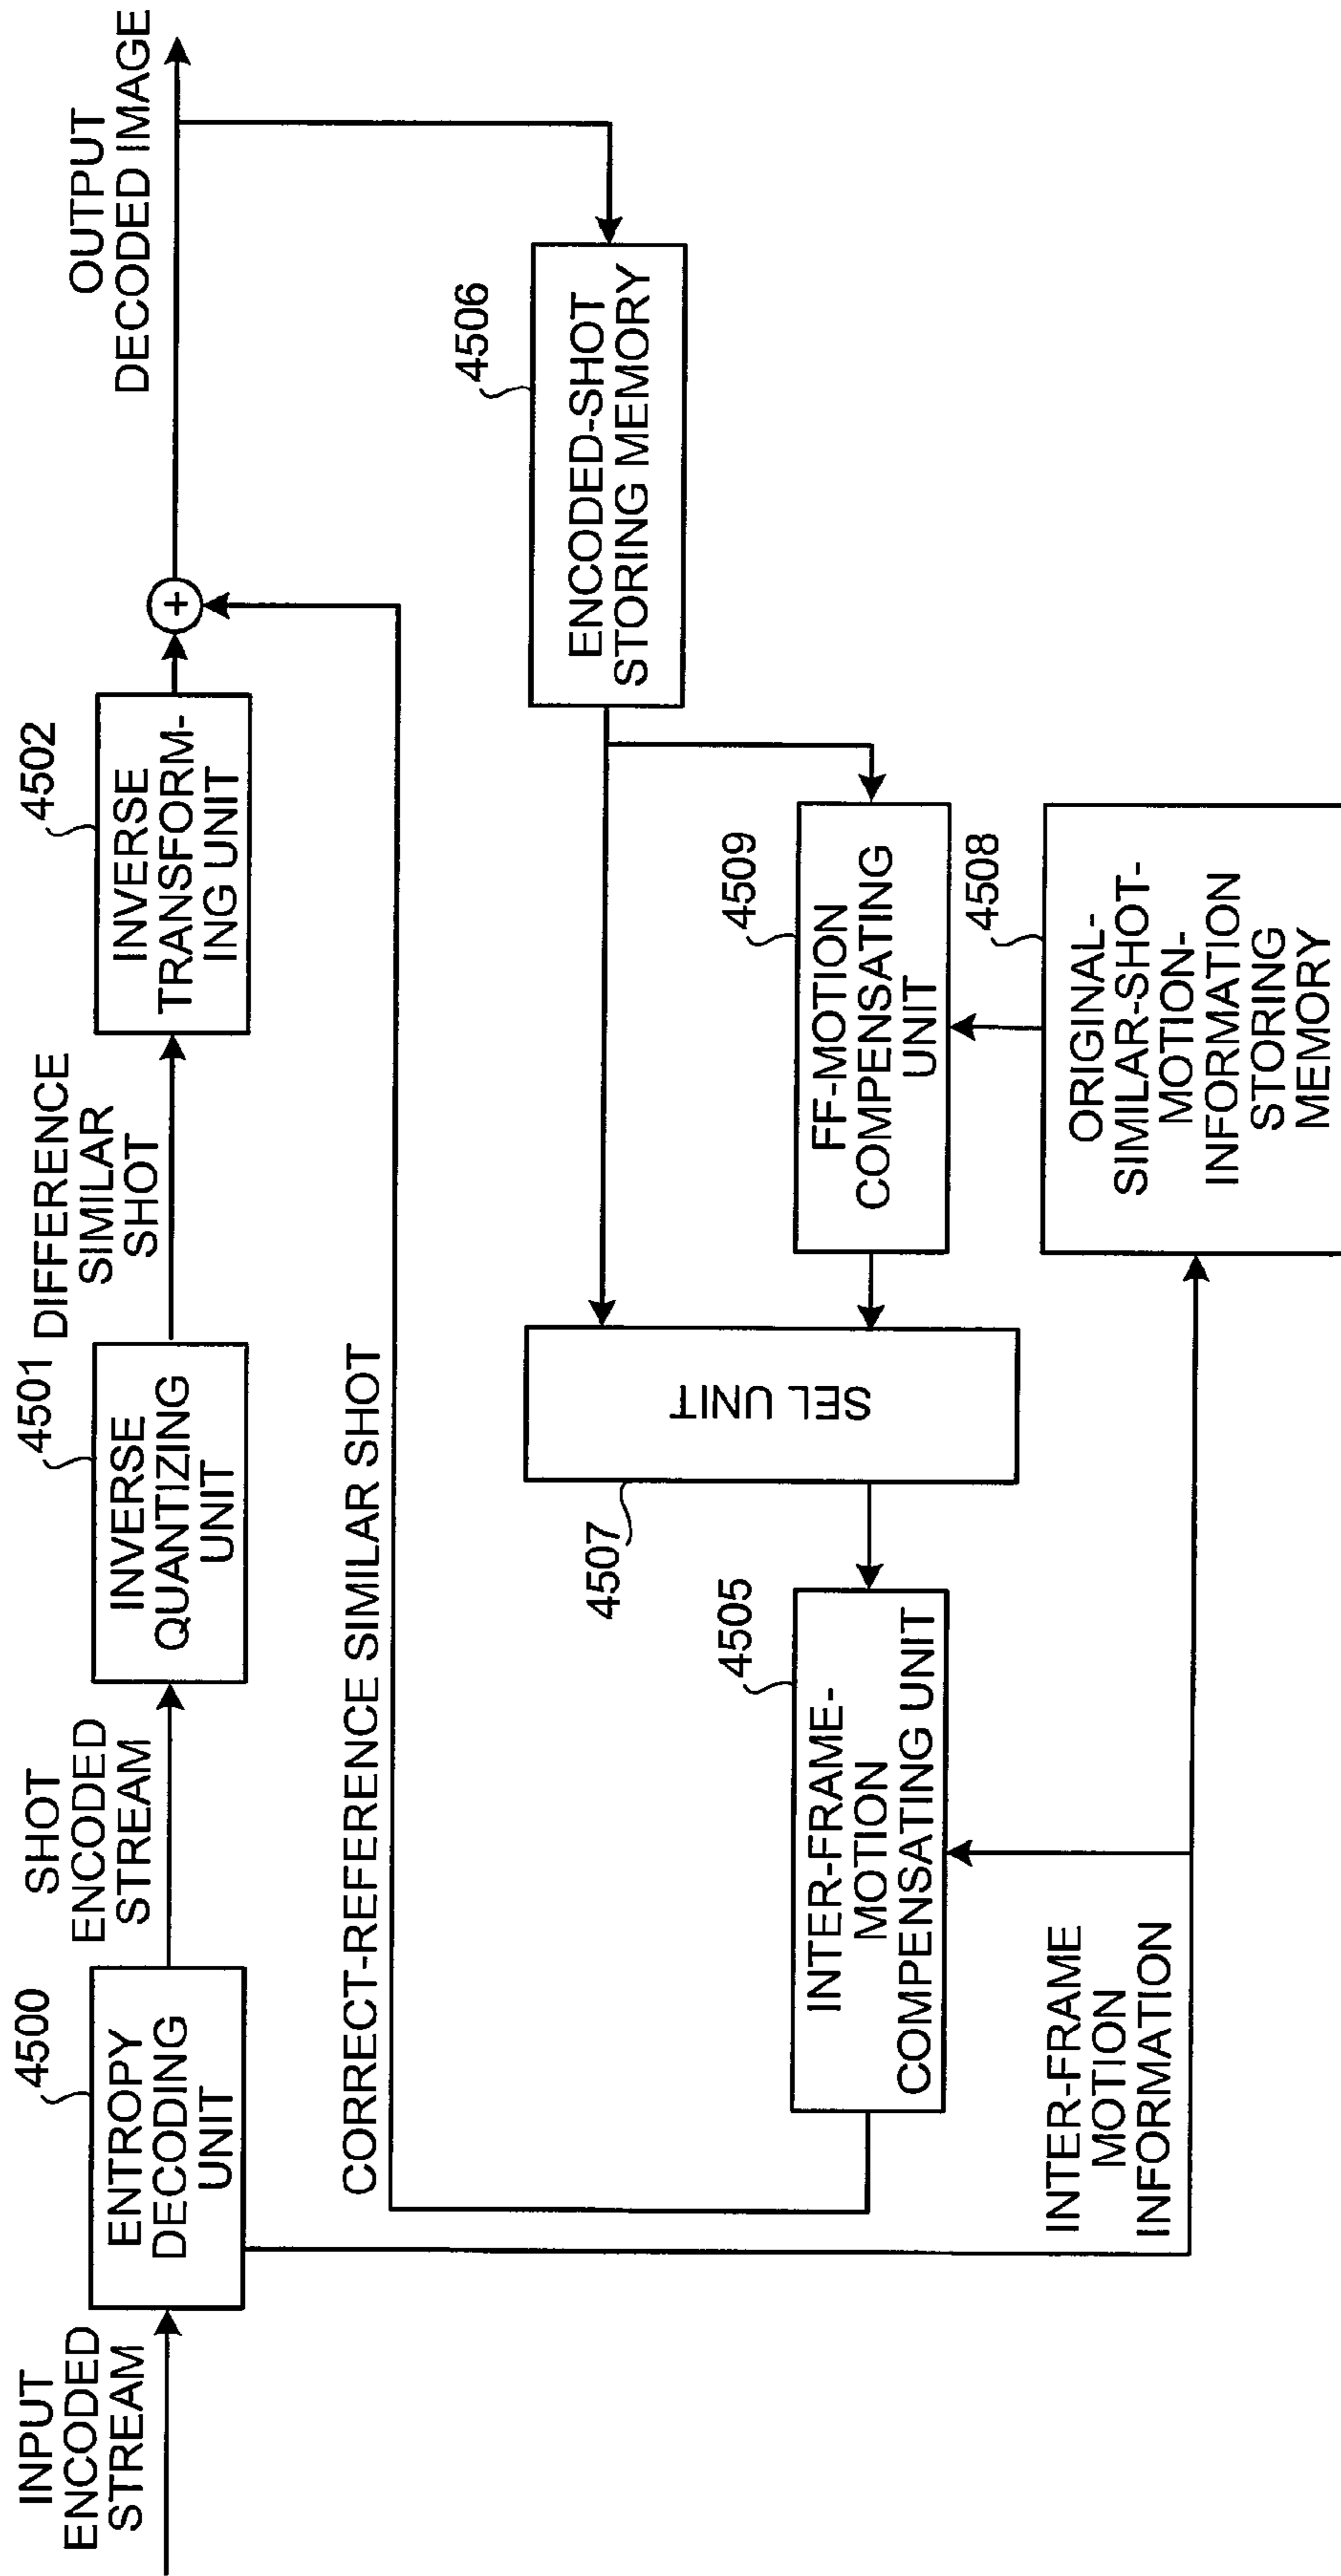 INPUT
ENCODED
STREAM
4500
ENTROPY
DECODING
UNIT
SHOT
ENCODED
STREAM
4501
INVERSE
QUANTIZING
UNIT
DIFFERENCE
SIMILAR
SHOT
4502
INVERSE
TRANSFORM-
ING UNIT
+
OUTPUT
DECODED IMAGE
CORRECT-REFERENCE SIMILAR SHOT
4506
ENCODED-SHOT
STORING MEMORY
4507
SEL UNIT
4505
INTER-FRAME-
MOTION
COMPENSATING UNIT
4509
FF-MOTION
COMPENSATING
UNIT
4508
ORIGINAL-
SIMILAR-SHOT-
MOTION-
INFORMATION
STORING
MEMORY
INTER-FRAME
MOTION
INFORMATION